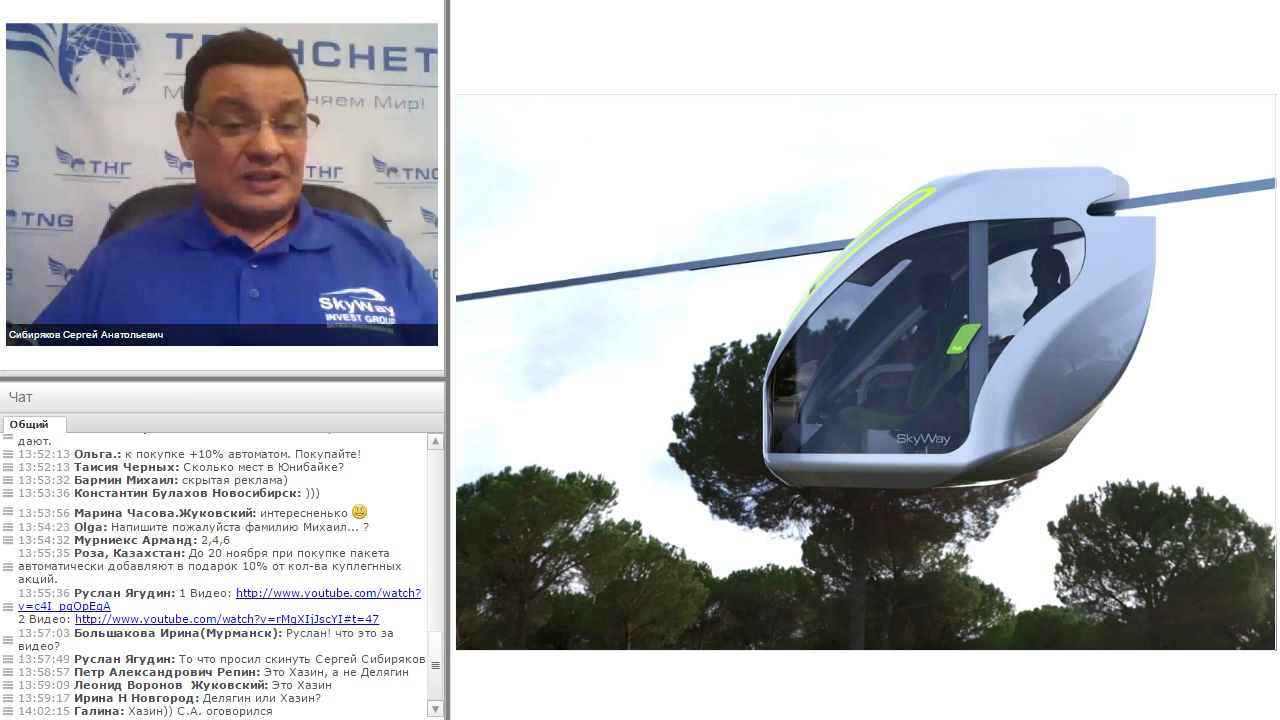 ТРАНСНЕТ
няем Мир!
ТНГ
TNG
TNG
SkyWay
INVEST GROUP
Сибиряков Сергей Анатольевич
Чат
Общий
дают.
13:52:13 Ольга.: к покупке +10% автоматом. Покупайте!
13:52:13 Таисия Черных: Сколько мест в Юнибайке?
13:53:32 Бармин Михаил: скрытая реклама)
13:53:36 Константин Булахов Новосибирск: )))
13:53:56 Марина Часова.Жуковский: интересненько
13:54:23 Olga: Напишите пожалуйста фамилию Михаил... ?
13:54:32 Мурниекс Арманд: 2,4,6
13:55:35 Роза, Казахстан: До 20 ноября при покупке пакета
автоматически добавляют в подарок 10% от кол-ва куплегнных
акций.
13:55:36 Руслан Ягудин: 1 Видео: http://www.youtube.com/watch?
v=c4I_pqOpEgA
2 Видео: http://www.youtube.com/watch?v=rMqXIjJscYI#t=47
13:57:03 Большакова Ирина(Мурманск): Руслан! что это за
видео?
13:57:49 Руслан Ягудин: То что просил скинуть Сергей Сибиряков
13:58:57 Петр Александрович Репин: Это Хазин, а не Делягин
13:59:09 Леонид Воронов Жуковский: Это Хазин
13:59:17 Ирина Н Новгород: Делягин или Хазин?
14:02:15 Галина: Хазин)) С.А. оговорился
SkyWay